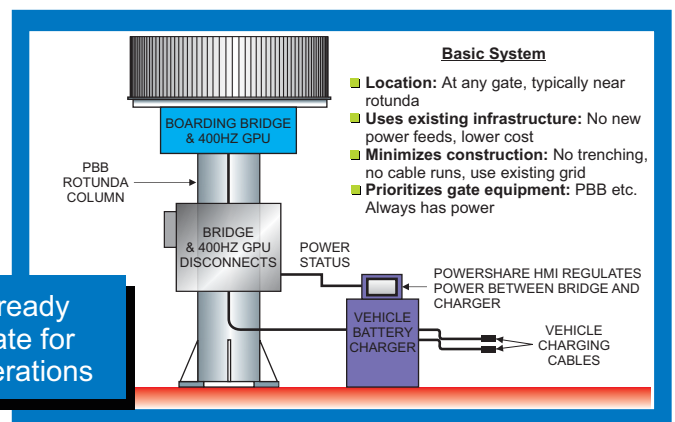 Basic System
Location: At any gate, typically near
rotunda
Uses existing infrastructure: No new
power feeds, lower cost
Minimizes construction: No trenching,
no cable runs, use existing grid
Prioritizes gate equipment: PBB etc.
Always has power
BOARDING BRIDGE
& 400HZ GPU
PBB
ROTUNDA
COLUMN
BRIDGE
& 400HZ GPU
DISCONNECTS
POWER
STATUS
POWERSHARE HMI REGULATES
POWER BETWEEN BRIDGE AND
CHARGER
VEHICLE
BATTERY
CHARGER
VEHICLE
CHARGING
CABLES
ready
ate for
erations